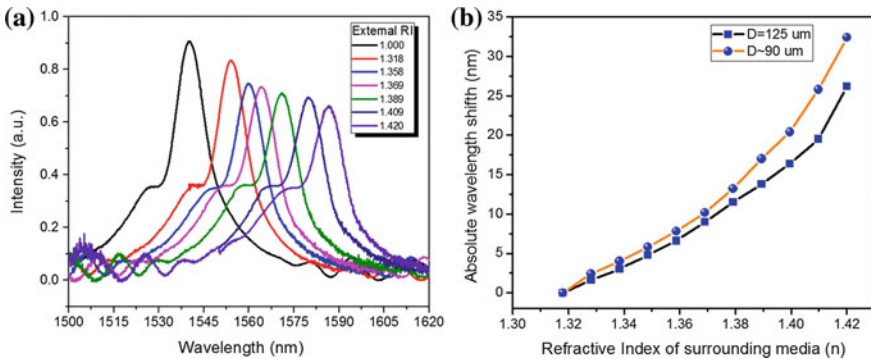 (a)
1.0
0.8
0.6
0.4
0.2
0.0
Intensity (a.u.)
External RI
1.000
1.318
1.358
1.369
1.389
1.409
1.420
1500 1515 1530 1545 1560 1575 1590 1605 1620
Wavelength (nm)
(b)
35
30
25
20
15
10
5
0
Absolute wavelength shifth (nm)
D=125 um
D~90 um
1.30 1.32 1.34 1.36 1.38 1.40 1.42
Refractive Index of surrounding media (n)